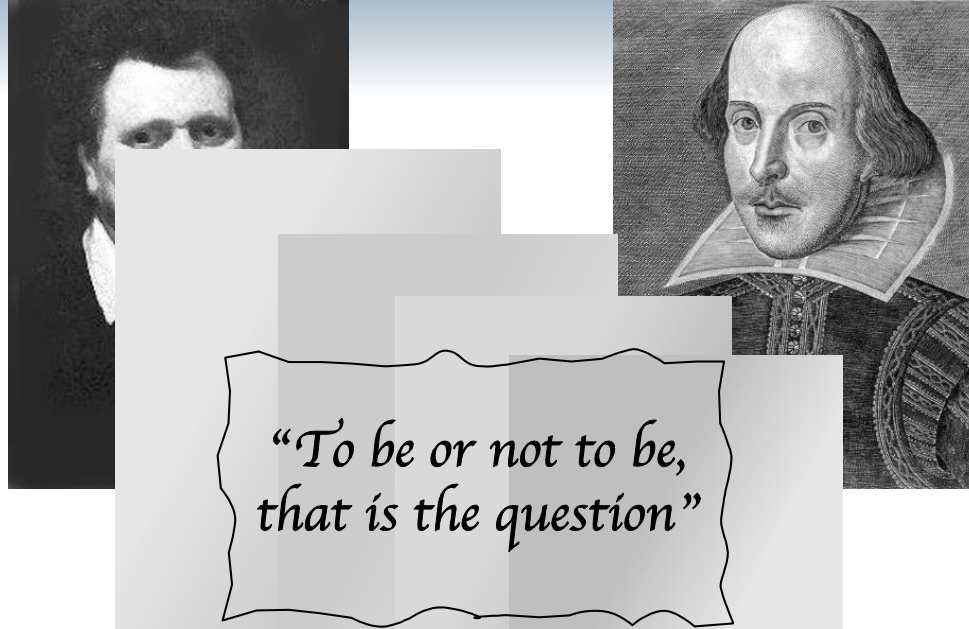 “To be or not to be,
that is the question”